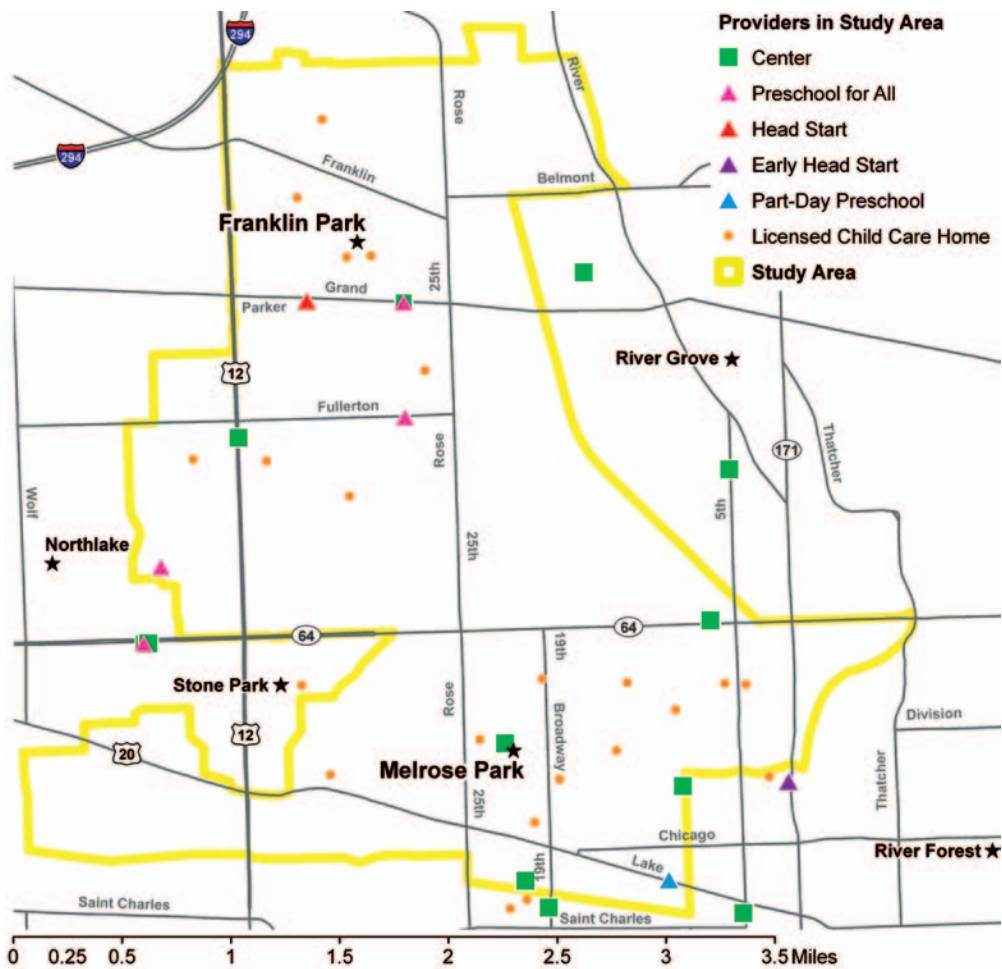 Providers in Study Area
Center
Preschool for All
Head Start
Early Head Start
Part-Day Preschool
Licensed Child Care Home
Study Area
294
294
River
Rose
Franklin
Belmont
Franklin Park
25th
Grand
Parker
River Grove
12
Fullerton
Thatcher
Rose
171
Wolf
5th
Northlake
25th
64
64
19th
Stone Park
Rose
Broadway
Division
12
20
Melrose Park
25th
Thatcher
Chicago
River Forest
Lake
19th
Saint Charles
Saint Charles
0 0.25 0.5 1 1.5 2 2.5 3 3.5 Miles